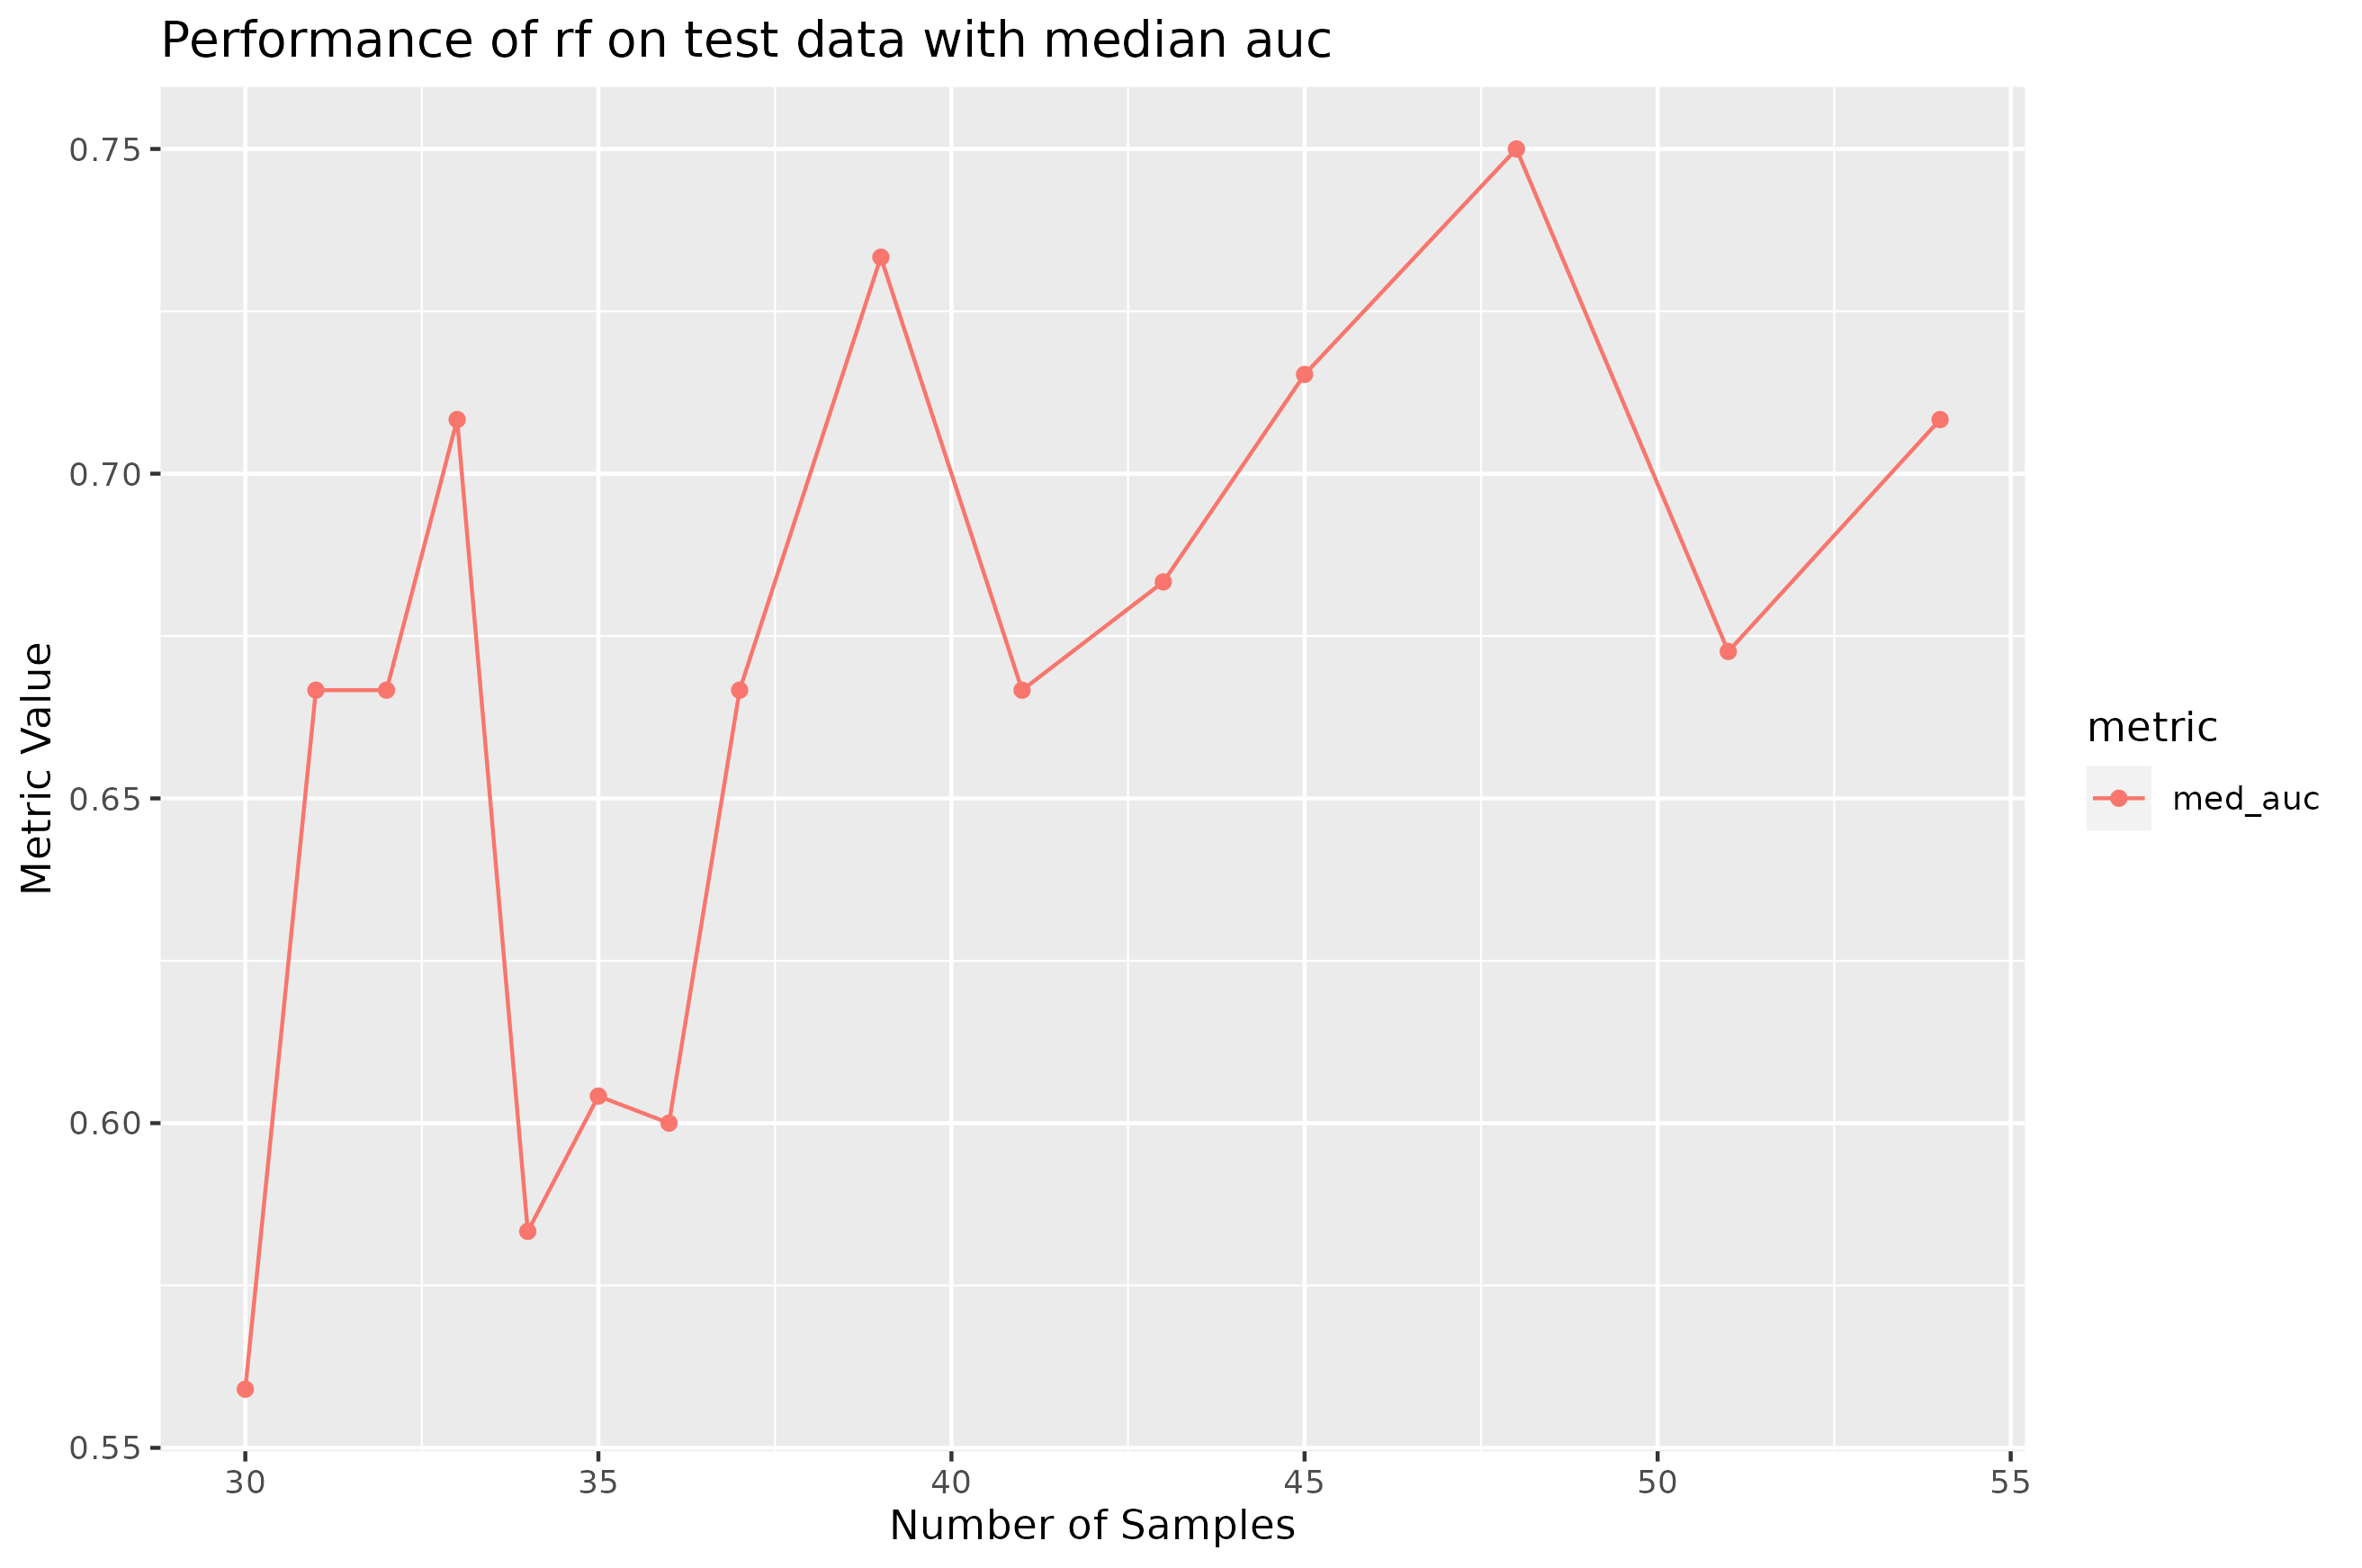 Performance of rf on test data with median auc
0.75
0.70
0.65
0.60
0.55
Metric Value
30 35 40 45 50 55
Number of Samples
metric
med_auc